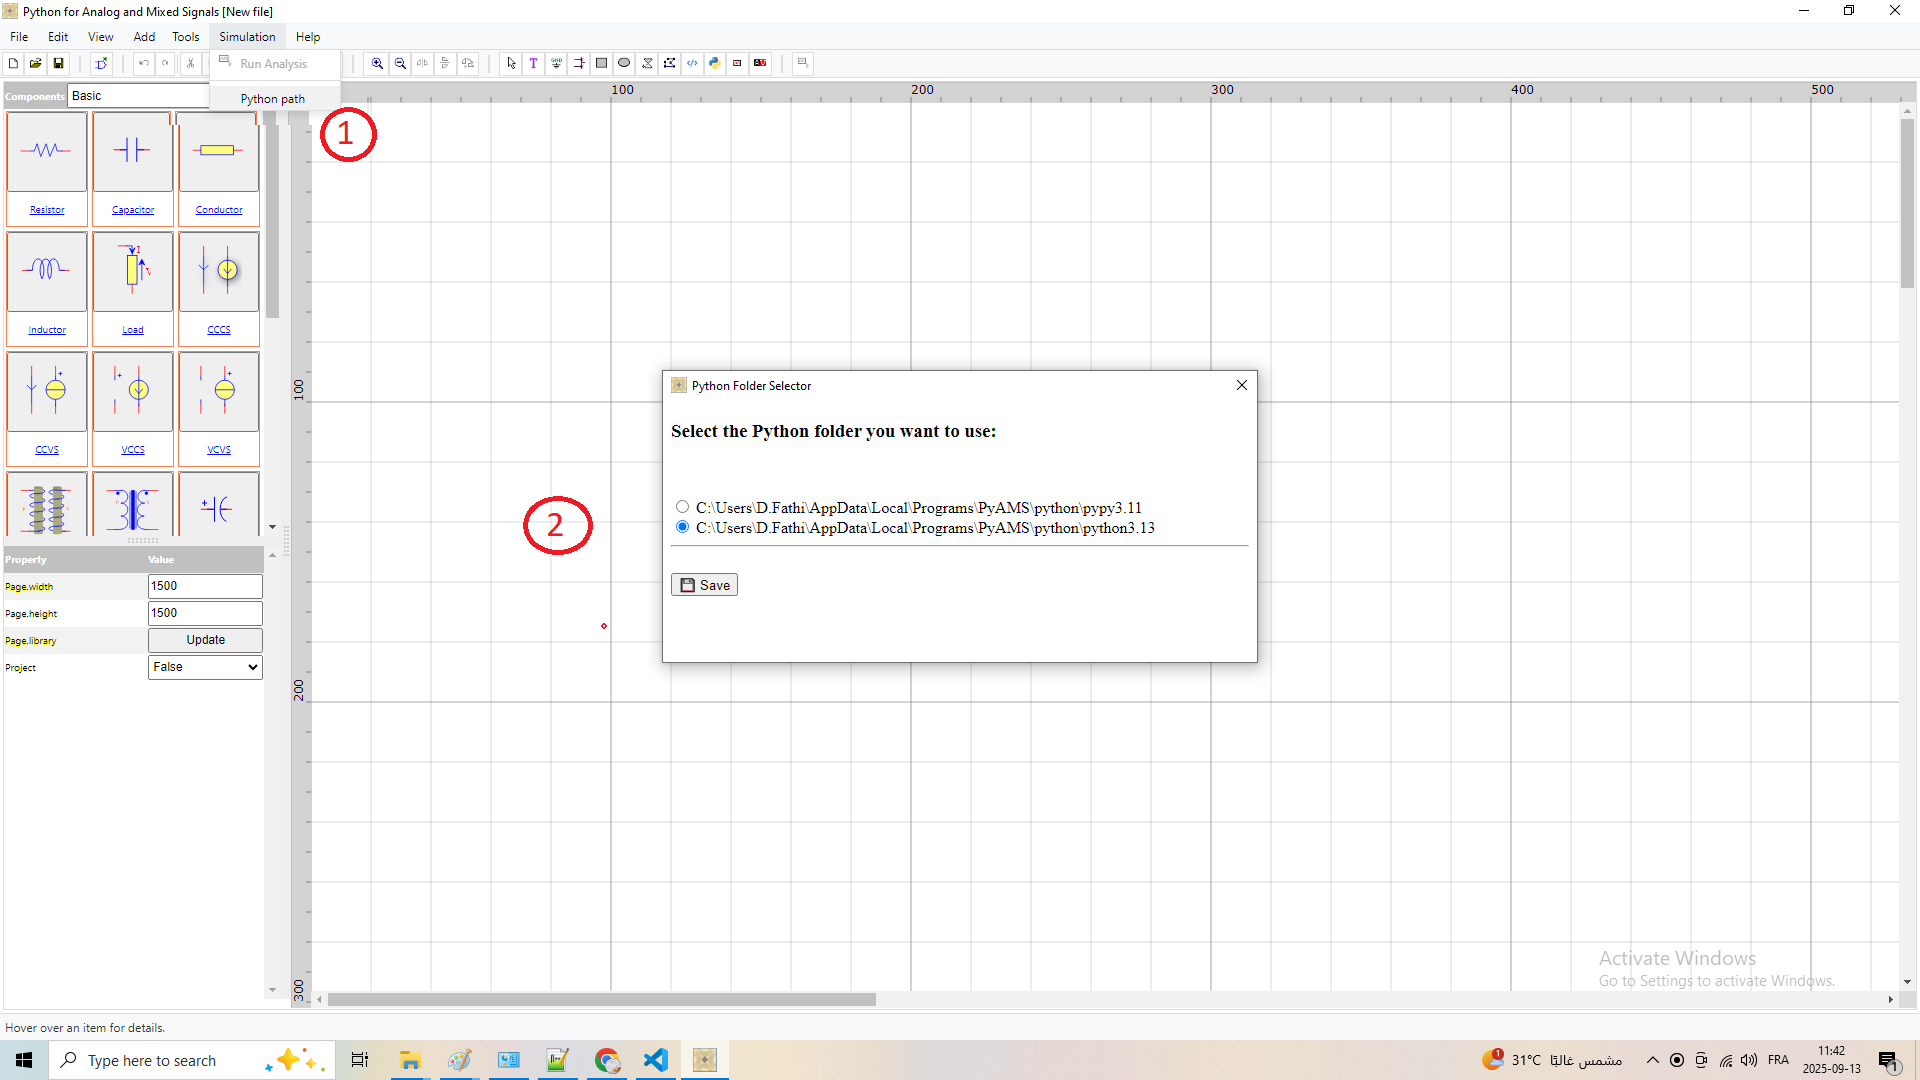 Python for Analog and Mixed Signals [New file]
File Edit View Add Tools Simulation Help
Run Analysis
Python path
Components Basic
100 200 300 400 500
1
Resistor Capacitor Conductor
Inductor Load CCCS
CCVS VCCS VCVS
100
200
300
Python Folder Selector
Select the Python folder you want to use:
2
C:\Users\D.Fathi\AppData\Local\Programs\PyAMS\python\pypy3.11
C:\Users\D.Fathi\AppData\Local\Programs\PyAMS\python\python3.13
Save
Property Value
Page.width 1500
Page.height 1500
Page.library Update
Project False
Activate Windows
Go to Settings to activate Windows.
Hover over an item for details.
Type here to search
1
31°C مشمس غالبًا
FRA
11:42
2025-09-13
1